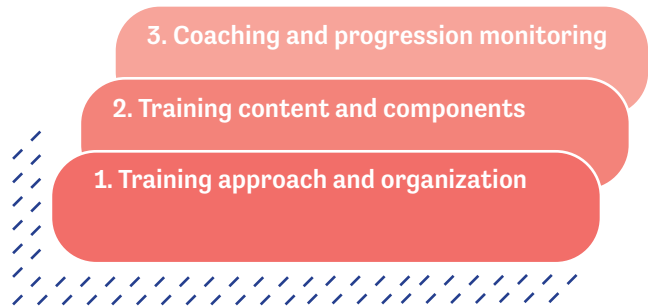 3. Coaching and progression monitoring
2. Training content and components
1. Training approach and organization